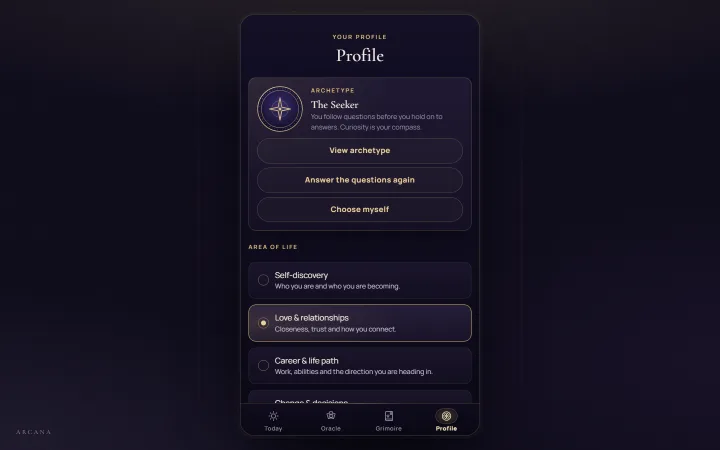 YOUR PROFILE
Profile
ARCHETYPE
The Seeker
You follow questions before you hold on to
answers. Curiosity is your compass.
View archetype
Answer the questions again
Choose myself
AREA OF LIFE
Self-discovery
Who you are and who you are becoming.
Love & relationships
Closeness, trust and how you connect.
Career & life path
Work, abilities and the direction you are heading in.
Change & decisions
Today
Oracle
Grimoire
Profile
ARCANA